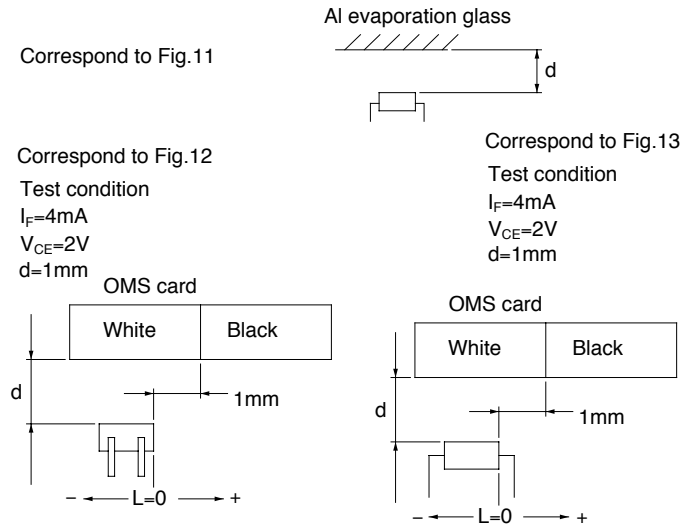 Al evaporation glass
Correspond to Fig.11
d
Correspond to Fig.12
Test condition
I_F=4mA
V_CE=2V
d=1mm
OMS card
White Black
d
1mm
− L=0 +
Correspond to Fig.13
Test condition
I_F=4mA
V_CE=2V
d=1mm
OMS card
White Black
d
1mm
− L=0 +